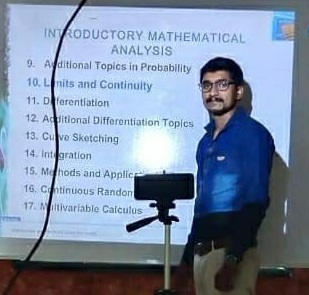 INTRODUCTORY MATHEMATICAL
ANALYSIS
9. Additional Topics in Probability
10. Limits and Continuity
11. Differentiation
12. Additional Differentiation Topics
13. Curve Sketching
14. Integration
15. Methods and
16. Continuous Random
17. Multivariable Calculus